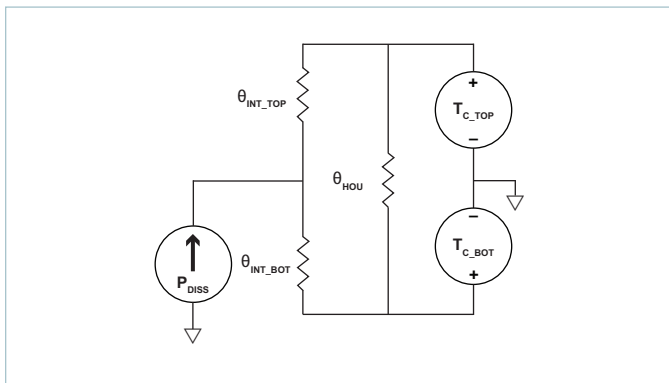 θINT_TOP
+
TC_TOP
–
θHOU
–
TC_BOT
+
θINT_BOT
PDISS